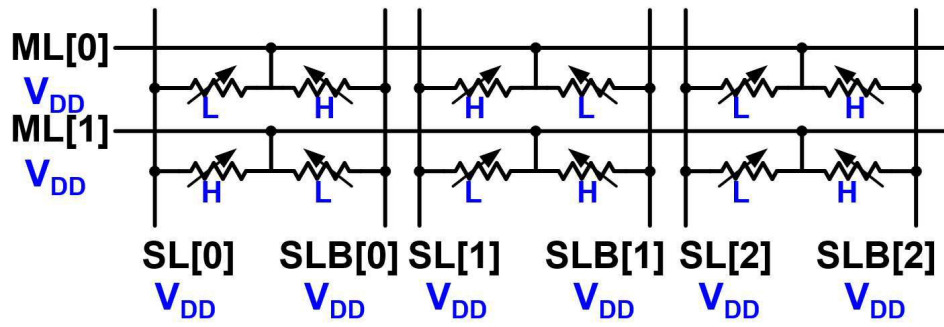 ML[0]
VDD
L H H L L H
ML[1]
VDD
H L L H L H
SL[0] SLB[0] SL[1] SLB[1] SL[2] SLB[2]
VDD VDD VDD VDD VDD VDD